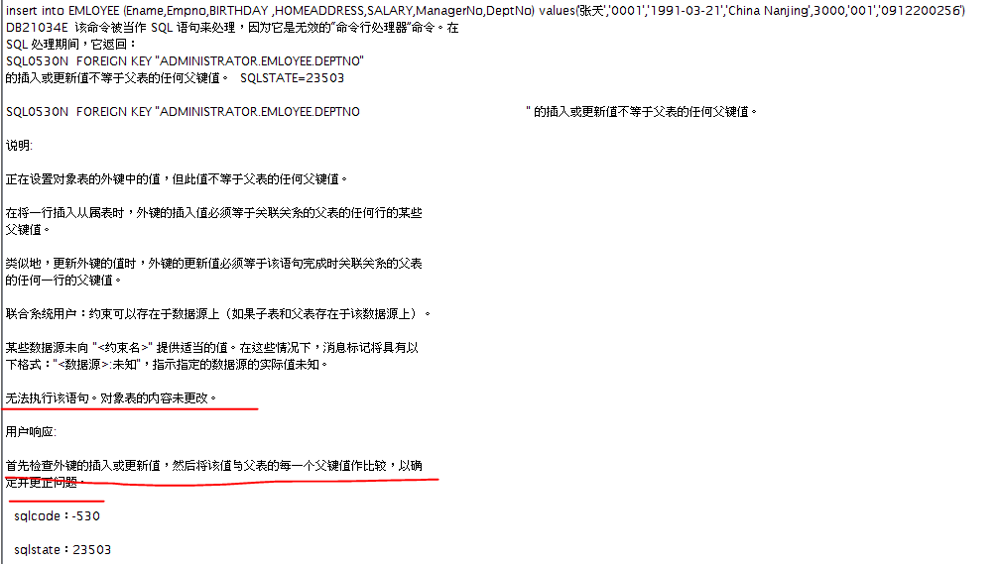 insert into EMLOYEE (Ename,Empno,BIRTHDAY ,HOMEADDRESS,SALARY,ManagerNo,DeptNo) values('张天','0001','1991-03-21','China Nanjing',3000,'001','0912200256')
DB21034E 该命令被当作 SQL 语句来处理，因为它是无效的“命令行处理器”命令。在
SQL 处理期间，它返回：
SQL0530N FOREIGN KEY "ADMINISTRATOR.EMLOYEE.DEPTNO"
的插入或更新值不等于父表的任何父键值。 SQLSTATE=23503
SQL0530N FOREIGN KEY "ADMINISTRATOR.EMLOYEE.DEPTNO " 的插入或更新值不等于父表的任何父键值。
说明:
正在设置对象表的外键中的值，但此值不等于父表的任何父键值。
在将一行插入从属表时，外键的插入值必须等于关联关系的父表的任何行的某些
父键值。
类似地，更新外键的值时，外键的更新值必须等于该语句完成时关联关系的父表
的任何一行的父键值。
联合系统用户：约束可以存在于数据源上（如果子表和父表存在于该数据源上）。
某些数据源未向 "<约束名>" 提供适当的值。在这些情况下，消息标记将具有以
下格式："<数据源>:未知"，指示指定的数据源的实际值未知。
无法执行该语句。对象表的内容未更改。
用户响应:
首先检查外键的插入或更新值，然后将该值与父表的每一个父键值作比较，以确
定并更正问题。
sqlcode：-530
sqlstate：23503